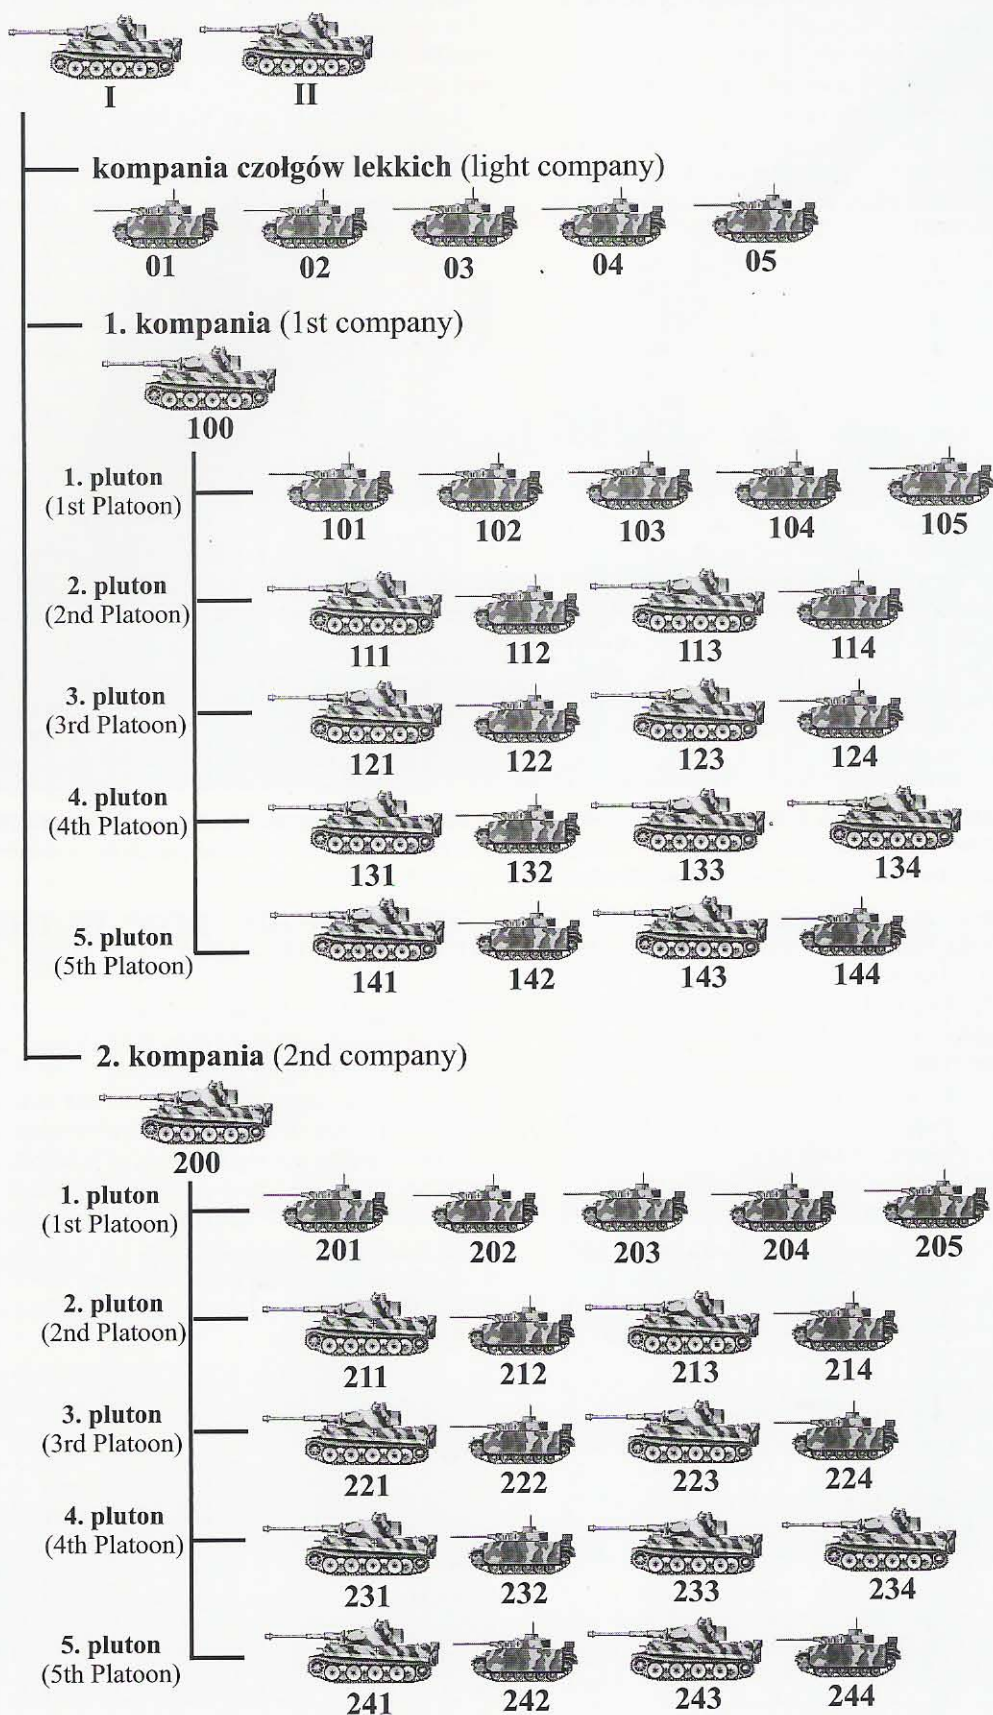 I II
kompania czołgów lekkich (light company)
01 02 03 04 05
1. kompania (1st company)
100
1. pluton
(1st Platoon)
101 102 103 104 105
2. pluton
(2nd Platoon)
111 112 113 114
3. pluton
(3rd Platoon)
121 122 123 124
4. pluton
(4th Platoon)
131 132 133 134
5. pluton
(5th Platoon)
141 142 143 144
2. kompania (2nd company)
200
1. pluton
(1st Platoon)
201 202 203 204 205
2. pluton
(2nd Platoon)
211 212 213 214
3. pluton
(3rd Platoon)
221 222 223 224
4. pluton
(4th Platoon)
231 232 233 234
5. pluton
(5th Platoon)
241 242 243 244